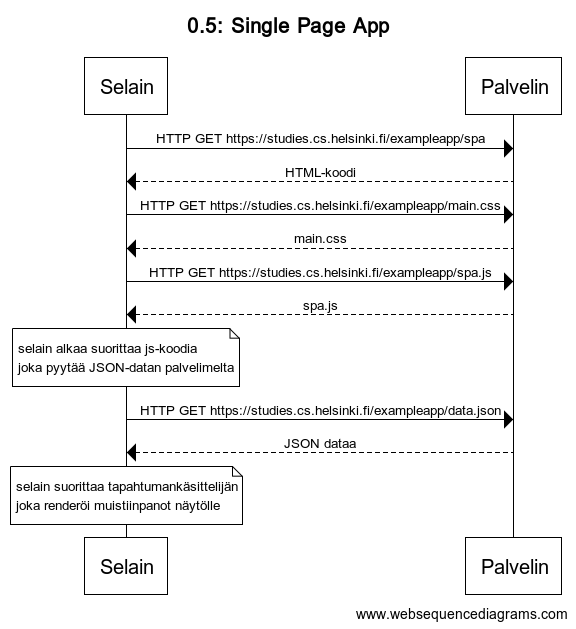 0.5: Single Page App
Selain
Palvelin
HTTP GET https://studies.cs.helsinki.fi/exampleapp/spa
HTML-koodi
HTTP GET https://studies.cs.helsinki.fi/exampleapp/main.css
main.css
HTTP GET https://studies.cs.helsinki.fi/exampleapp/spa.js
spa.js
selain alkaa suorittaa js-koodia
joka pyytää JSON-datan palvelimelta
HTTP GET https://studies.cs.helsinki.fi/exampleapp/data.json
JSON dataa
selain suorittaa tapahtumankäsittelijän
joka renderöi muistiinpanot näytölle
Selain
Palvelin
www.websequencediagrams.com